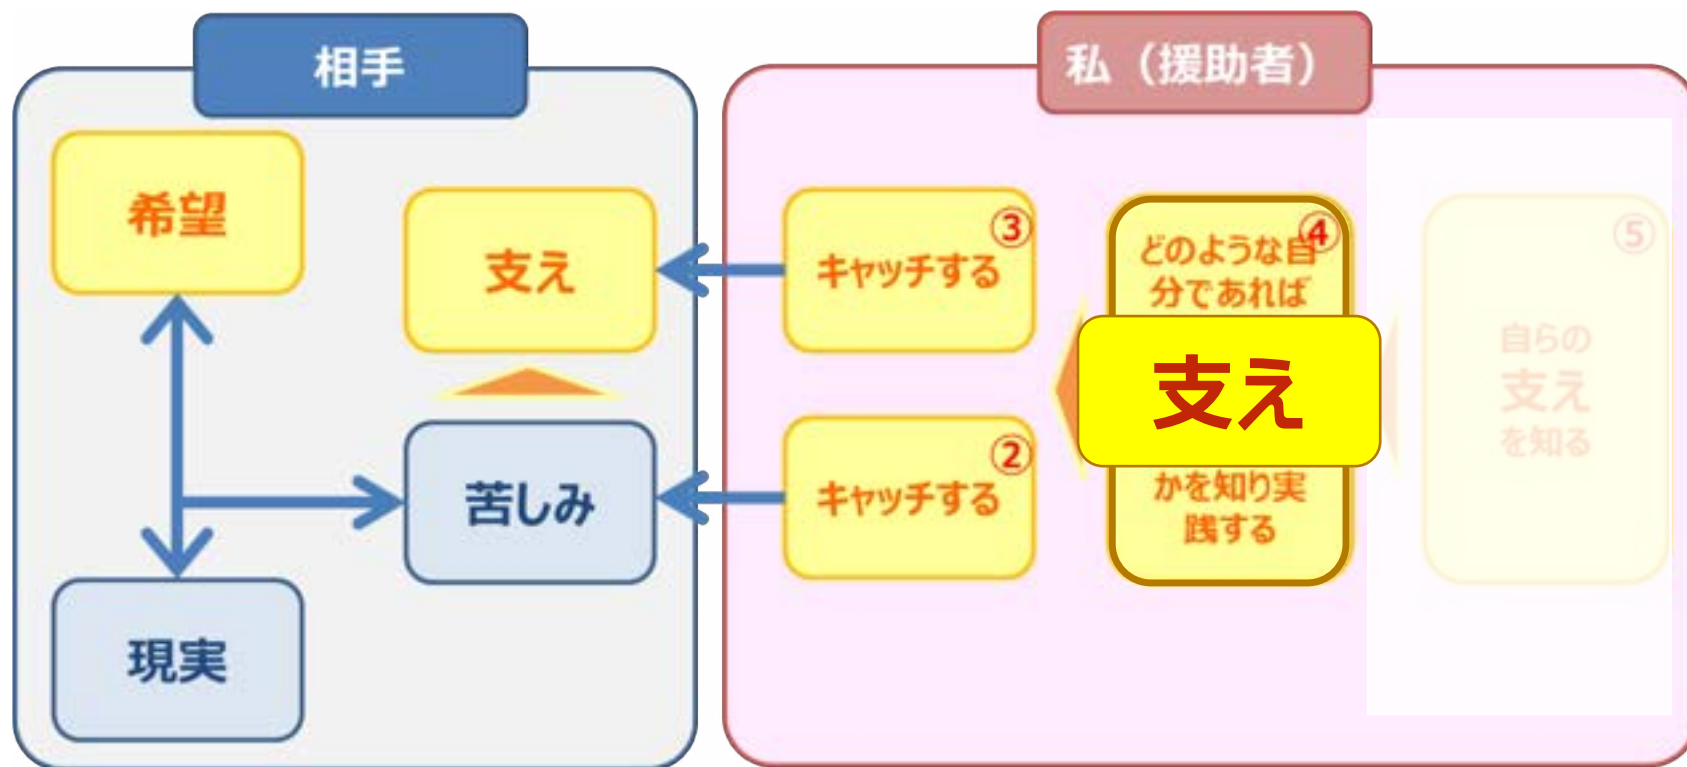 相手
希望
支え
苦しみ
現実
私（援助者）
③
キャッチする
②
キャッチする
④
どのような自
分であれば
支え
かを知り実
践する
⑤
自らの
支え
を知る